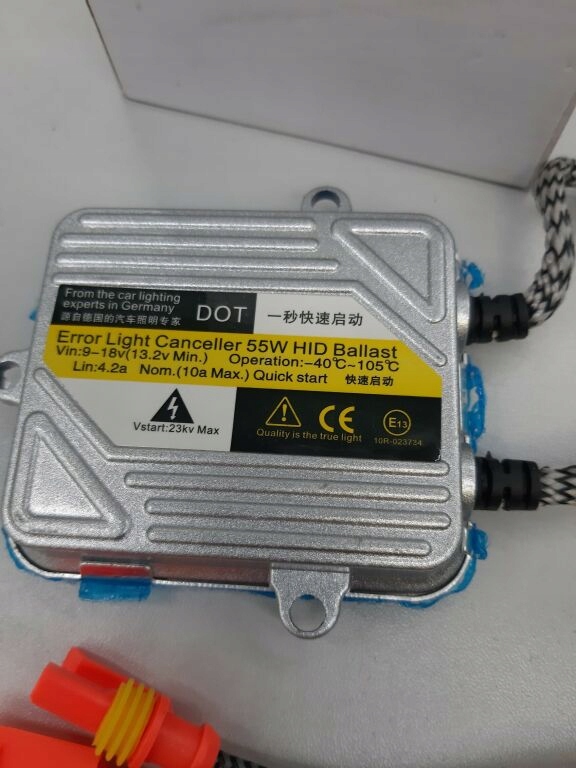 From the car lighting
experts in Germany
源自德国的汽车照明专家
DOT
一秒快速启动
Error Light Canceller 55W HID Ballast
Vin:9-18v(13.2v Min.) Operation:-40℃~105℃
Lin:4.2a Nom.(10a Max.) Quick start 快速启动
Vstart:23kv Max
CE
E13
Quality is the true light
10R-023734